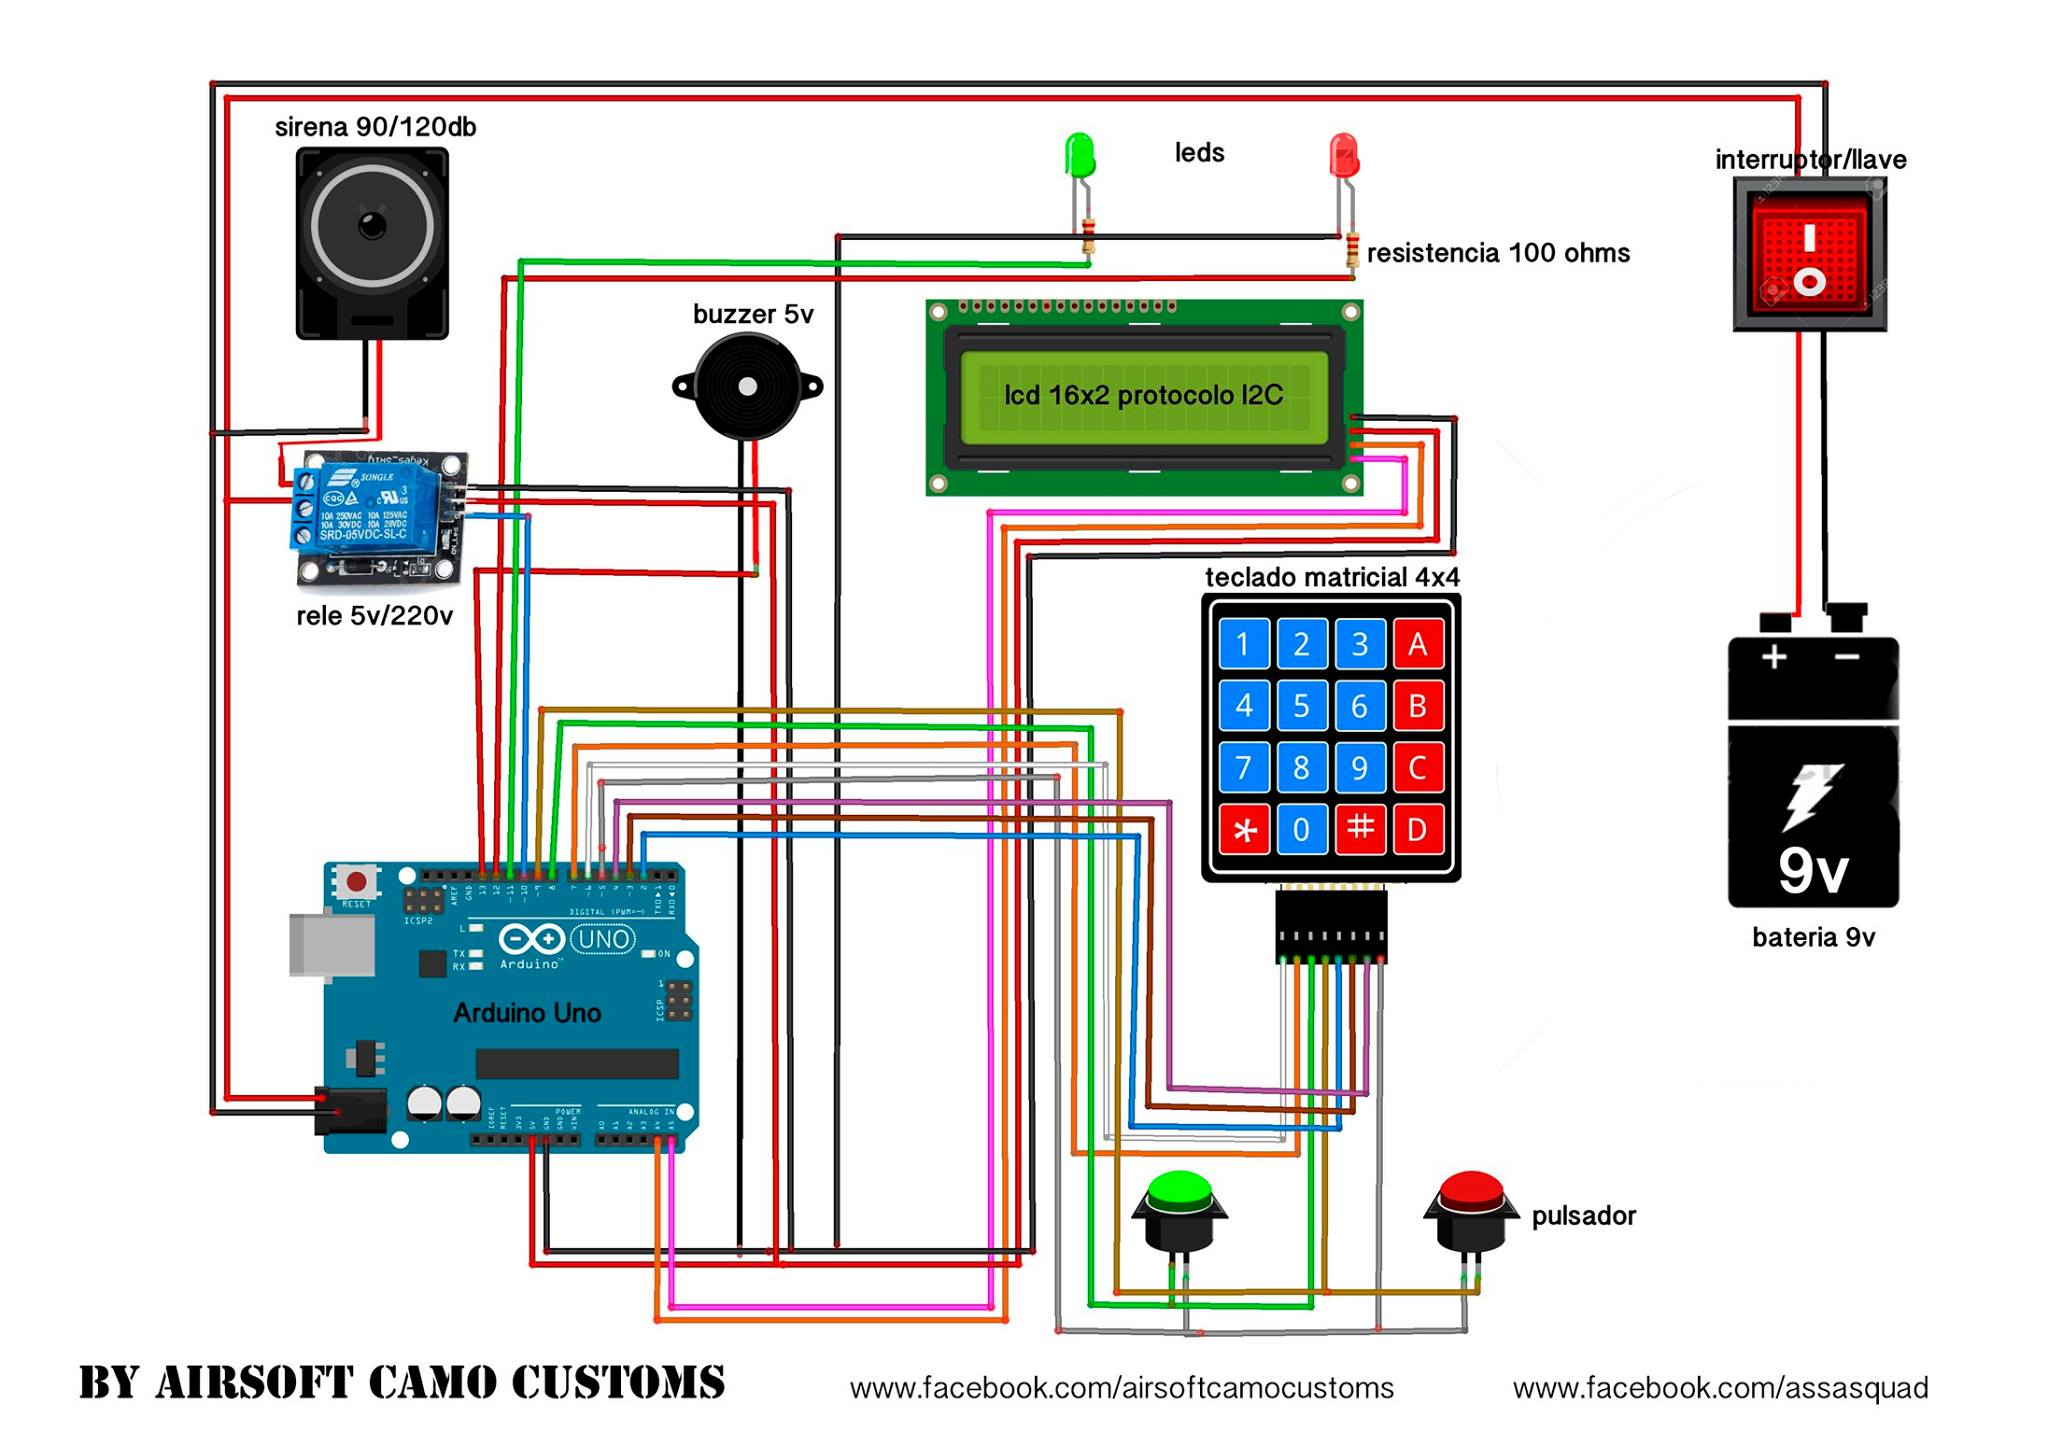 sirena 90/120db
leds
interruptor/llave
resistencia 100 ohms
buzzer 5v
lcd 16x2 protocolo I2C
Keyes_SR1y
SONGLE
10A 250VAC 10A 125VAC
10A 30VDC 10A 28VDC
SRD-05VDC-SL-C
rele 5v/220v
teclado matricial 4x4
1 2 3 A
4 5 6 B
7 8 9 C
* 0 # D
+ −
9v
bateria 9v
RESET
ICSP2
AREF
GND
13
12
~11
~10
~9
8
7
~6
~5
4
~3
2
TX0 1
RX0 0
DIGITAL (PWM=~)
L
TX
RX
UNO
ON
Arduino™
1
ICSP
Arduino Uno
POWER
ANALOG IN
IOREF
RESET
3V3
5V
GND
GND
VIN
A0
A1
A2
A3
A4
A5
pulsador
BY AIRSOFT CAMO CUSTOMS
www.facebook.com/airsoftcamocustoms
www.facebook.com/assasquad